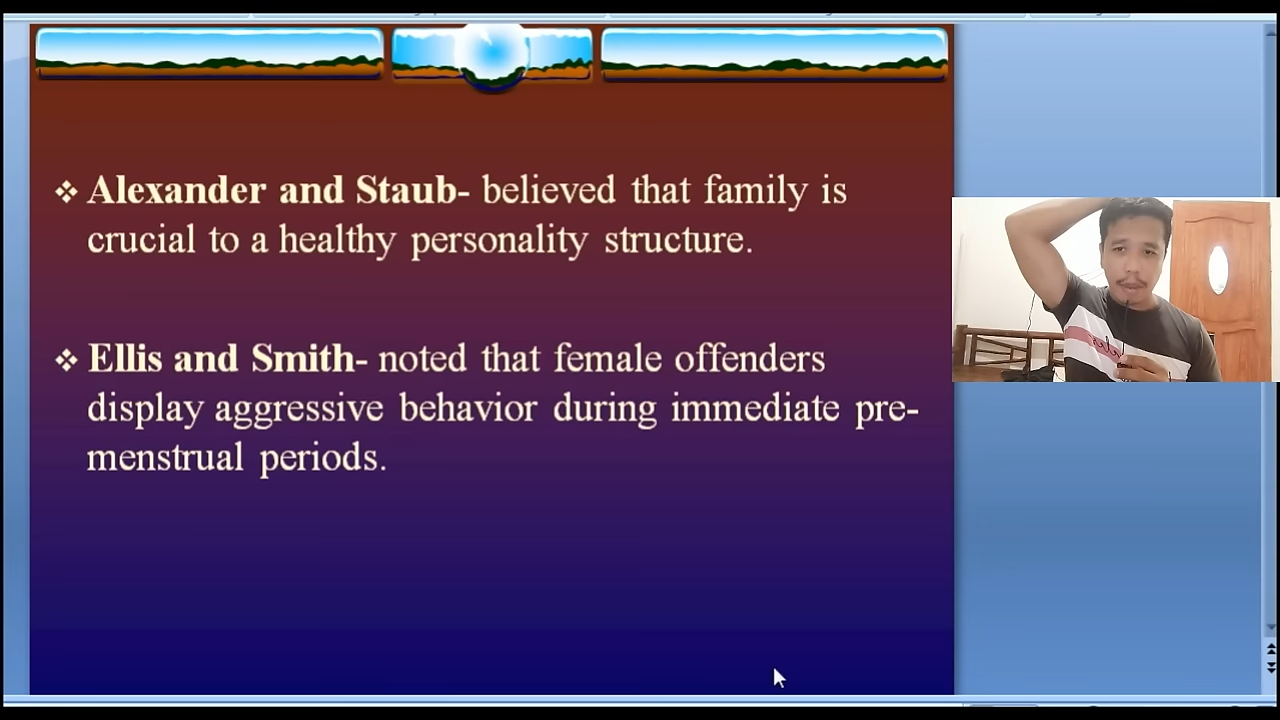 ❖ Alexander and Staub- believed that family is
crucial to a healthy personality structure.
❖ Ellis and Smith- noted that female offenders
display aggressive behavior during immediate pre-
menstrual periods.